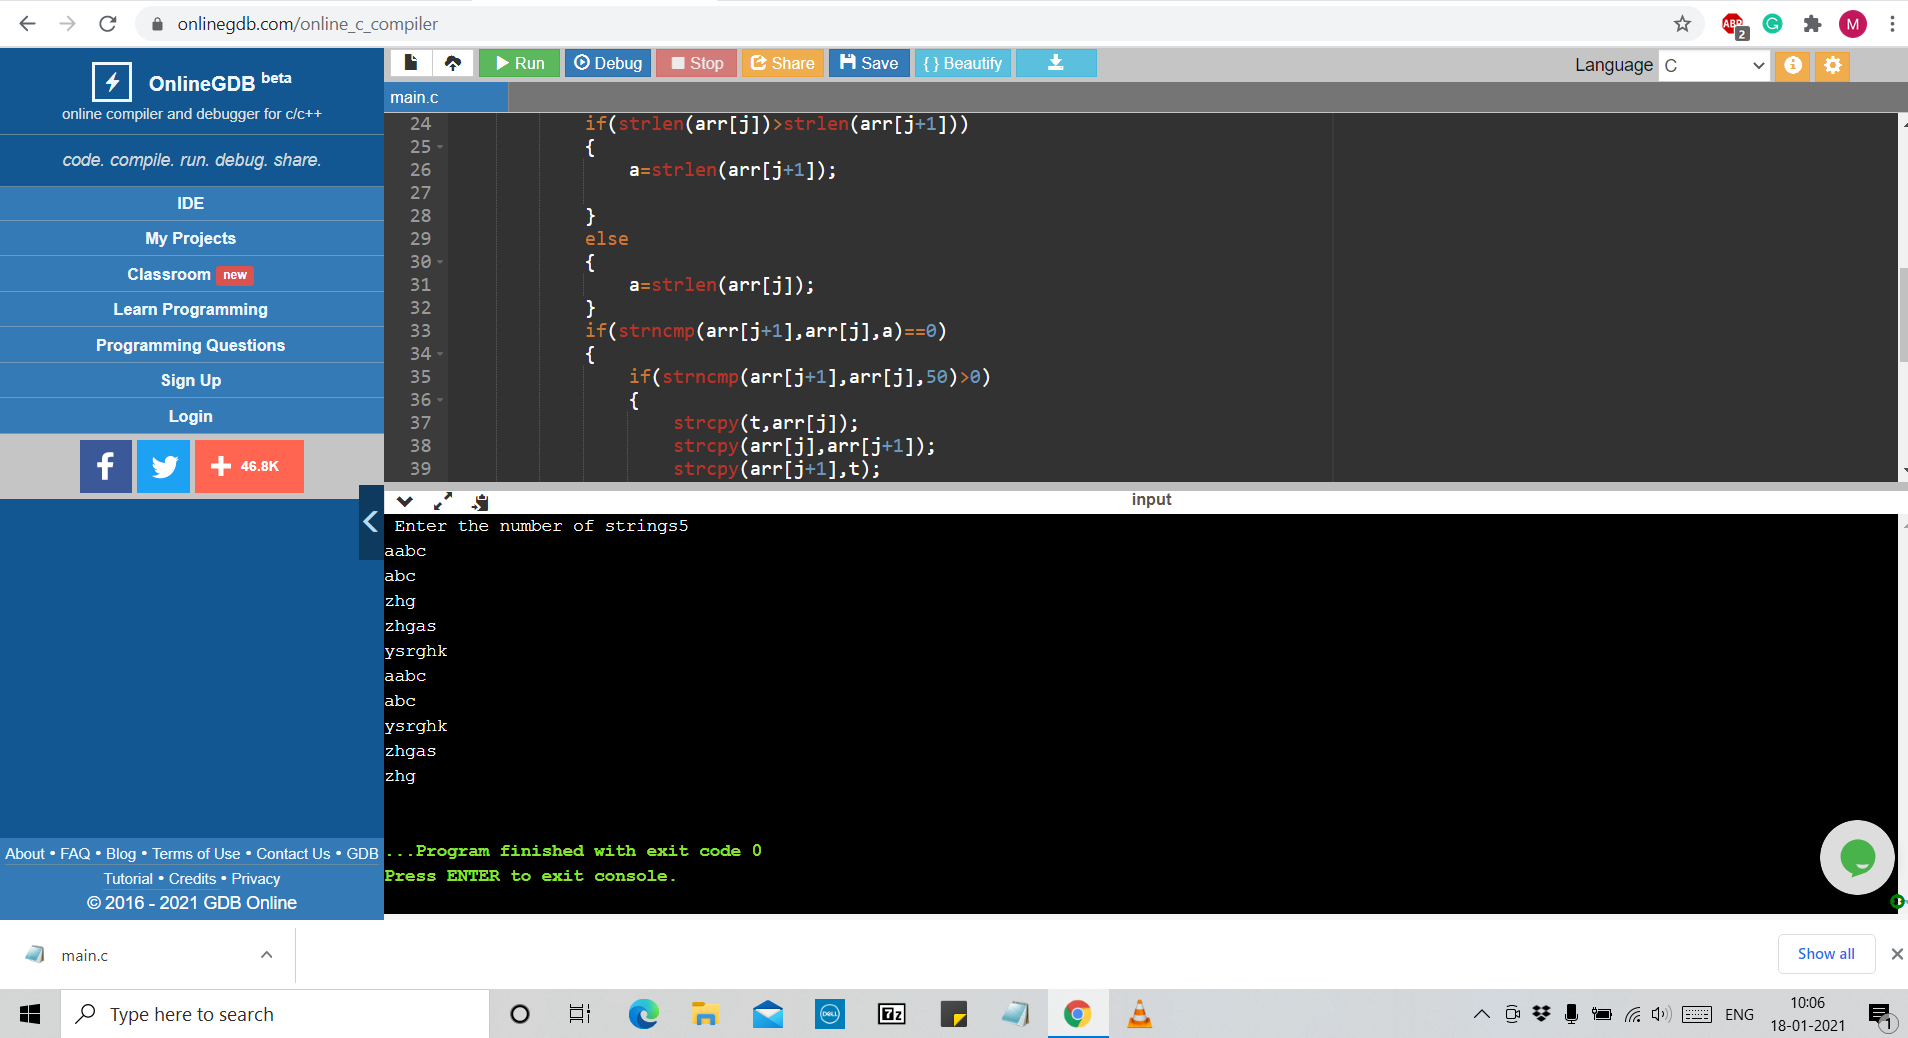 onlinegdb.com/online_c_compiler
ABP
2
G
M
OnlineGDB beta
online compiler and debugger for c/c++
code. compile. run. debug. share.
IDE
My Projects
Classroom new
Learn Programming
Programming Questions
Sign Up
Login
f
46.8K
About • FAQ • Blog • Terms of Use • Contact Us • GDB
Tutorial • Credits • Privacy
© 2016 - 2021 GDB Online
Run Debug Stop Share Save { } Beautify
Language C
main.c
24 if(strlen(arr[j])>strlen(arr[j+1]))
25 {
26 a=strlen(arr[j+1]);
27
28 }
29 else
30 {
31 a=strlen(arr[j]);
32 }
33 if(strncmp(arr[j+1],arr[j],a)==0)
34 {
35 if(strncmp(arr[j+1],arr[j],50)>0)
36 {
37 strcpy(t,arr[j]);
38 strcpy(arr[j],arr[j+1]);
39 strcpy(arr[j+1],t);
input
Enter the number of strings5
aabc
abc
zhg
zhgas
ysrghk
aabc
abc
ysrghk
zhgas
zhg
...Program finished with exit code 0
Press ENTER to exit console.
main.c
Show all
Type here to search
DELL
7z
ENG
10:06
18-01-2021
1